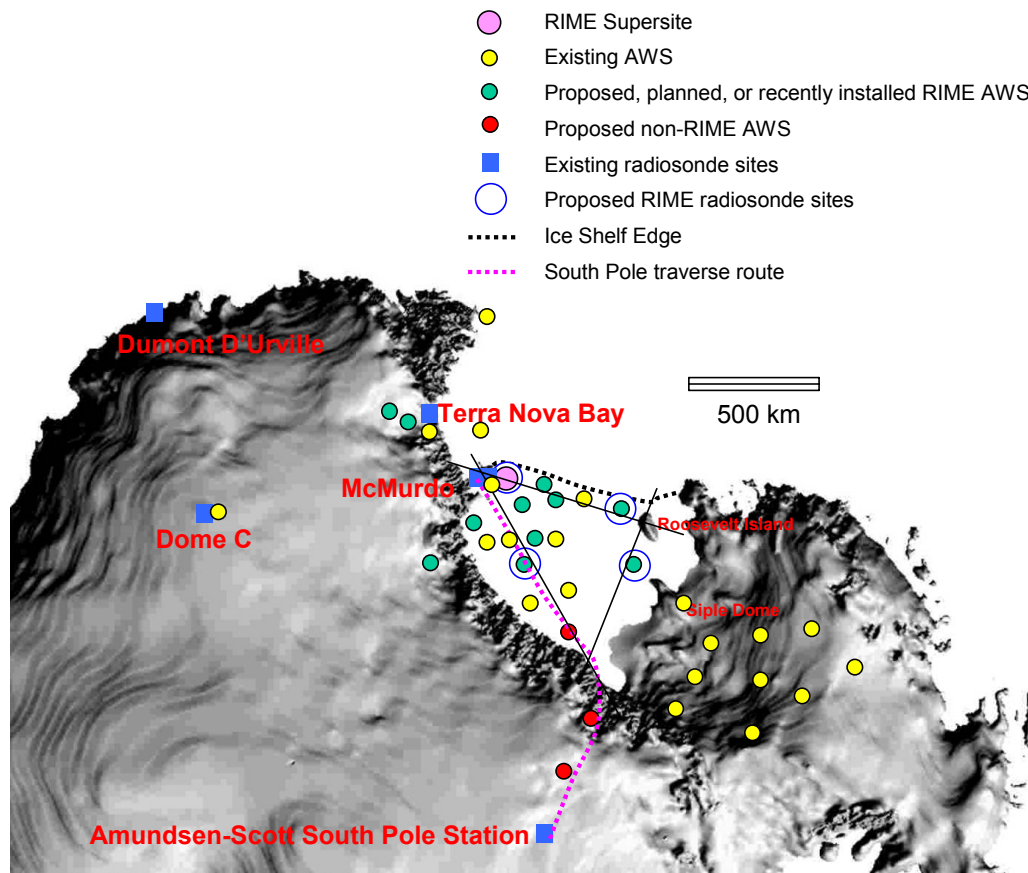 RIME Supersite
Existing AWS
Proposed, planned, or recently installed RIME AWS
Proposed non-RIME AWS
Existing radiosonde sites
Proposed RIME radiosonde sites
Ice Shelf Edge
South Pole traverse route
Dumont D'Urville
500 km
Terra Nova Bay
McMurdo
Roosevelt Island
Dome C
Siple Dome
Amundsen-Scott South Pole Station